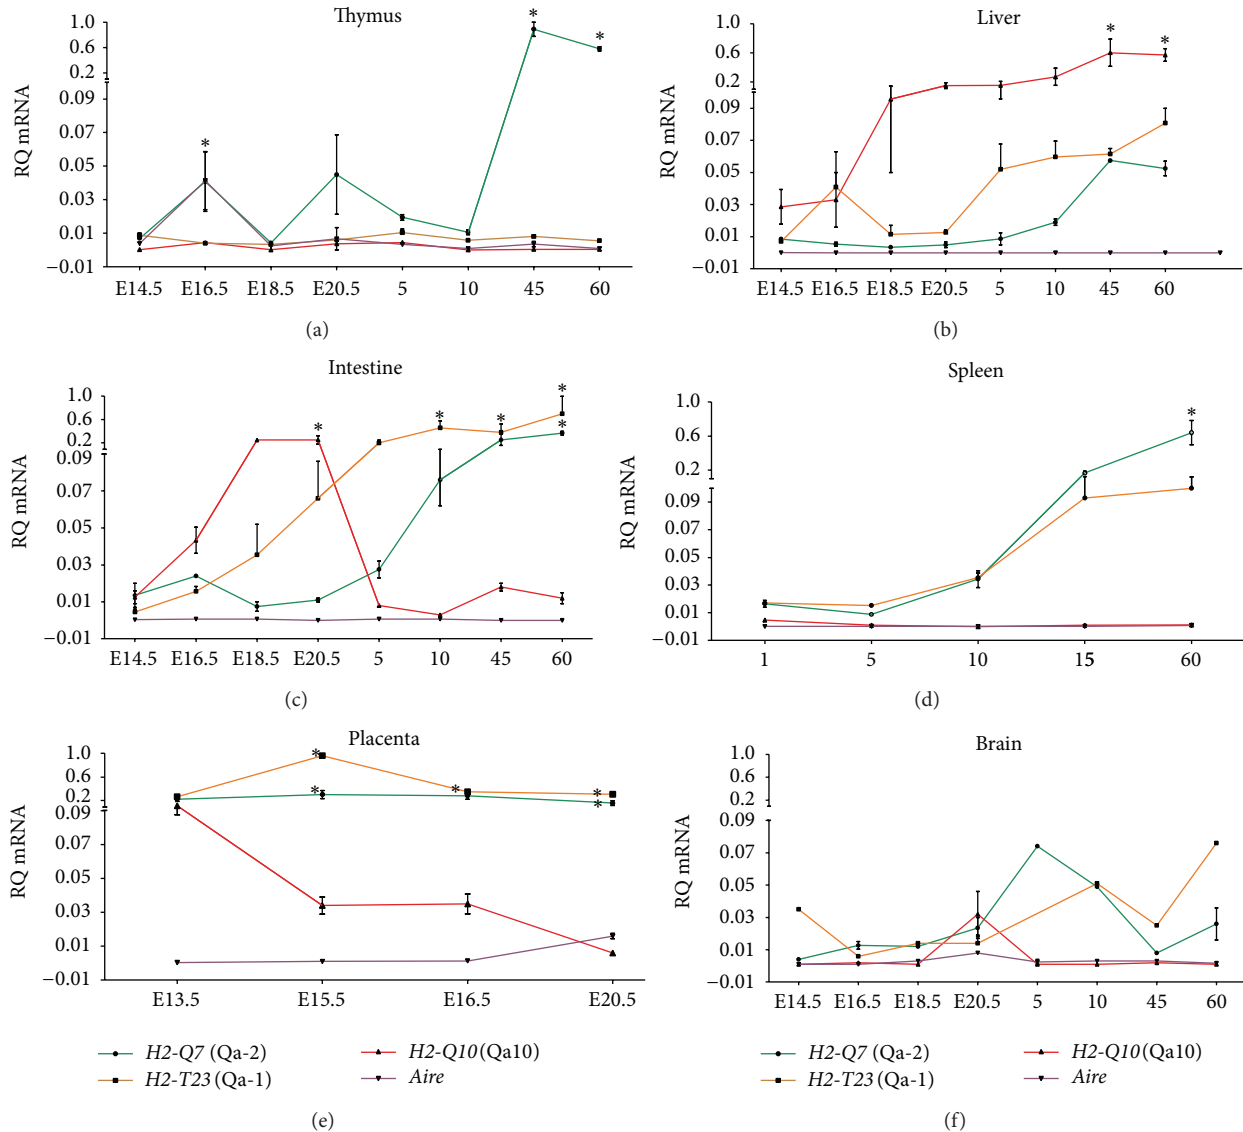 Thymus
RQ mRNA
1.0
0.6
0.2
0.09
0.07
0.05
0.03
0.01
−0.01
*
*
*
E14.5 E16.5 E18.5 E20.5 5 10 45 60
(a)
Liver
RQ mRNA
1.0
0.6
0.2
0.09
0.07
0.05
0.03
0.01
−0.01
* *
E14.5 E16.5 E18.5 E20.5 5 10 45 60
(b)
Intestine
RQ mRNA
1.0
0.6
0.2
0.09
0.07
0.05
0.03
0.01
−0.01
*
*
*
*
*
E14.5 E16.5 E18.5 E20.5 5 10 45 60
(c)
Spleen
RQ mRNA
1.0
0.6
0.2
0.09
0.07
0.05
0.03
0.01
−0.01
*
1 5 10 15 60
(d)
Placenta
RQ mRNA
1.0
0.6
0.2
0.09
0.07
0.05
0.03
0.01
−0.01
*
*
*
*
*
E13.5 E15.5 E16.5 E20.5
H2-Q7 (Qa-2)
H2-T23 (Qa-1)
H2-Q10 (Qa10)
Aire
(e)
Brain
RQ mRNA
1.0
0.6
0.2
0.09
0.07
0.05
0.03
0.01
−0.01
E14.5 E16.5 E18.5 E20.5 5 10 45 60
H2-Q7 (Qa-2)
H2-T23 (Qa-1)
H2-Q10 (Qa10)
Aire
(f)